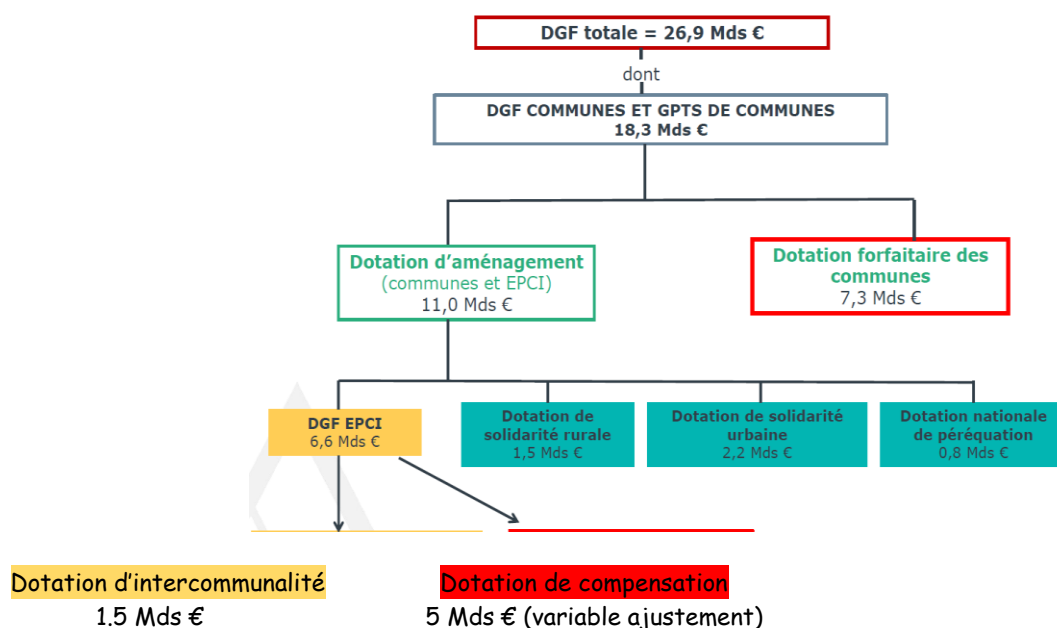 DGF totale = 26,9 Mds €
dont
DGF COMMUNES ET GPTS DE COMMUNES
18,3 Mds €
Dotation d'aménagement
(communes et EPCI)
11,0 Mds €
Dotation forfaitaire des
communes
7,3 Mds €
DGF EPCI
6,6 Mds €
Dotation de
solidarité rurale
1,5 Mds €
Dotation de solidarité
urbaine
2,2 Mds €
Dotation nationale
de péréquation
0,8 Mds €
Dotation d'intercommunalité
1,5 Mds €
Dotation de compensation
5 Mds € (variable ajustement)